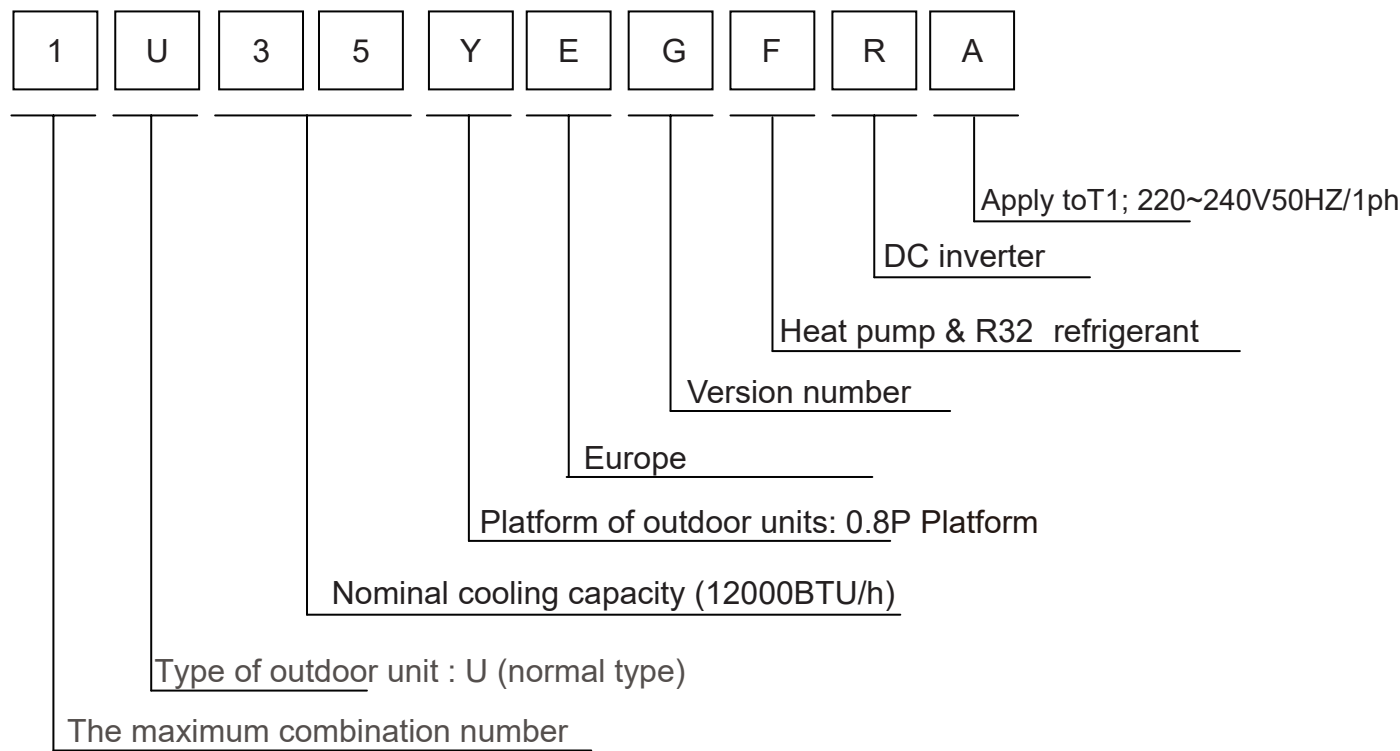 1 U 3 5 Y E G F R A
Apply toT1; 220~240V50HZ/1ph
DC inverter
Heat pump & R32 refrigerant
Version number
Europe
Platform of outdoor units: 0.8P Platform
Nominal cooling capacity (12000BTU/h)
Type of outdoor unit : U (normal type)
The maximum combination number